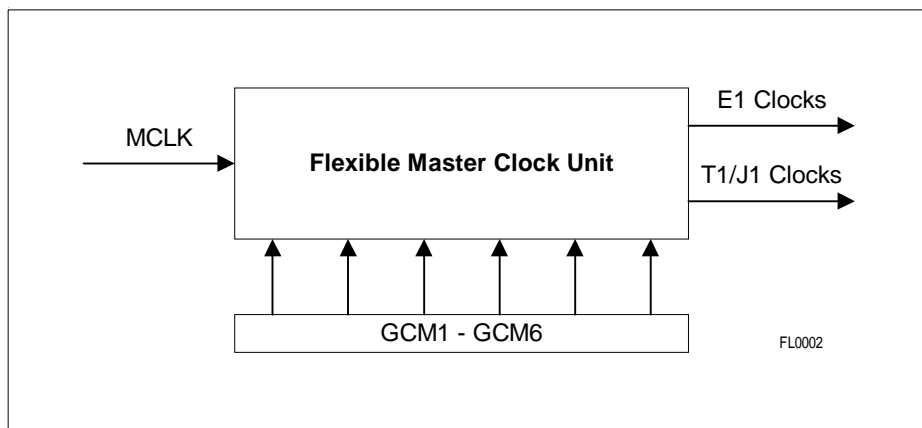 E1 Clocks
MCLK
Flexible Master Clock Unit
T1/J1 Clocks
GCM1 - GCM6
FL0002